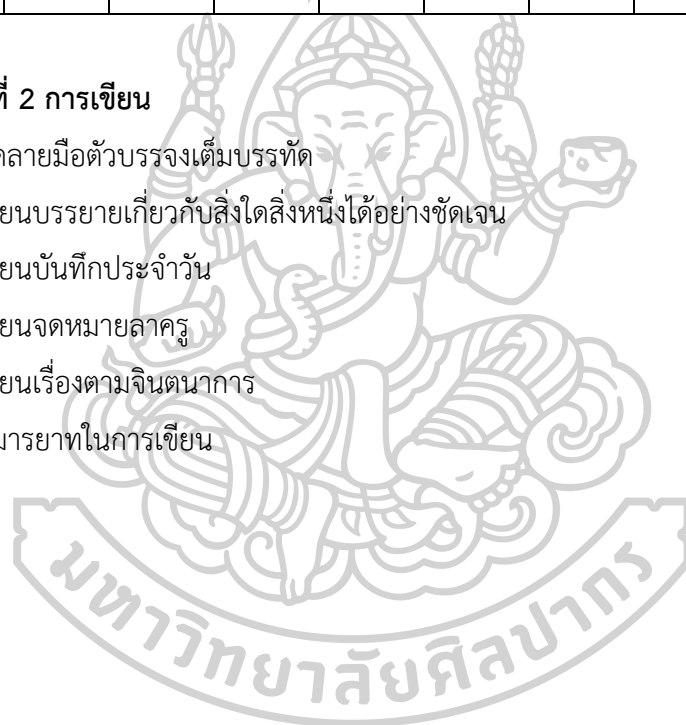 ที่ 2 การเขียน
ลายมือตัวบรรจงเต็มบรรทัด
ยนบรรยายเกี่ยวกับสิ่งใดสิ่งหนึ่งได้อย่างชัดเจน
ยนบันทึกประจำวัน
ยนจดหมายลาครู
ยนเรื่องตามจินตนาการ
มารยาทในการเขียน
มหาวิทยาลัยศิลปากร